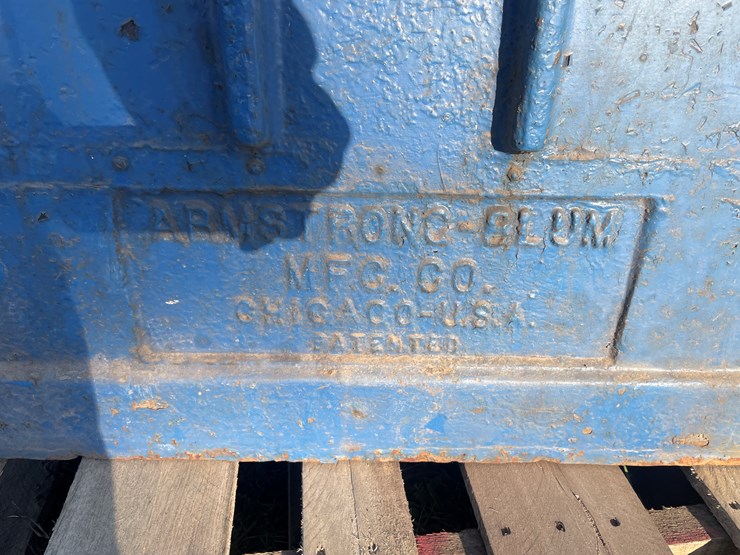 ARMSTRONG-BLUM
MFG. CO.
CHICAGO-U.S.A.
PATENTED